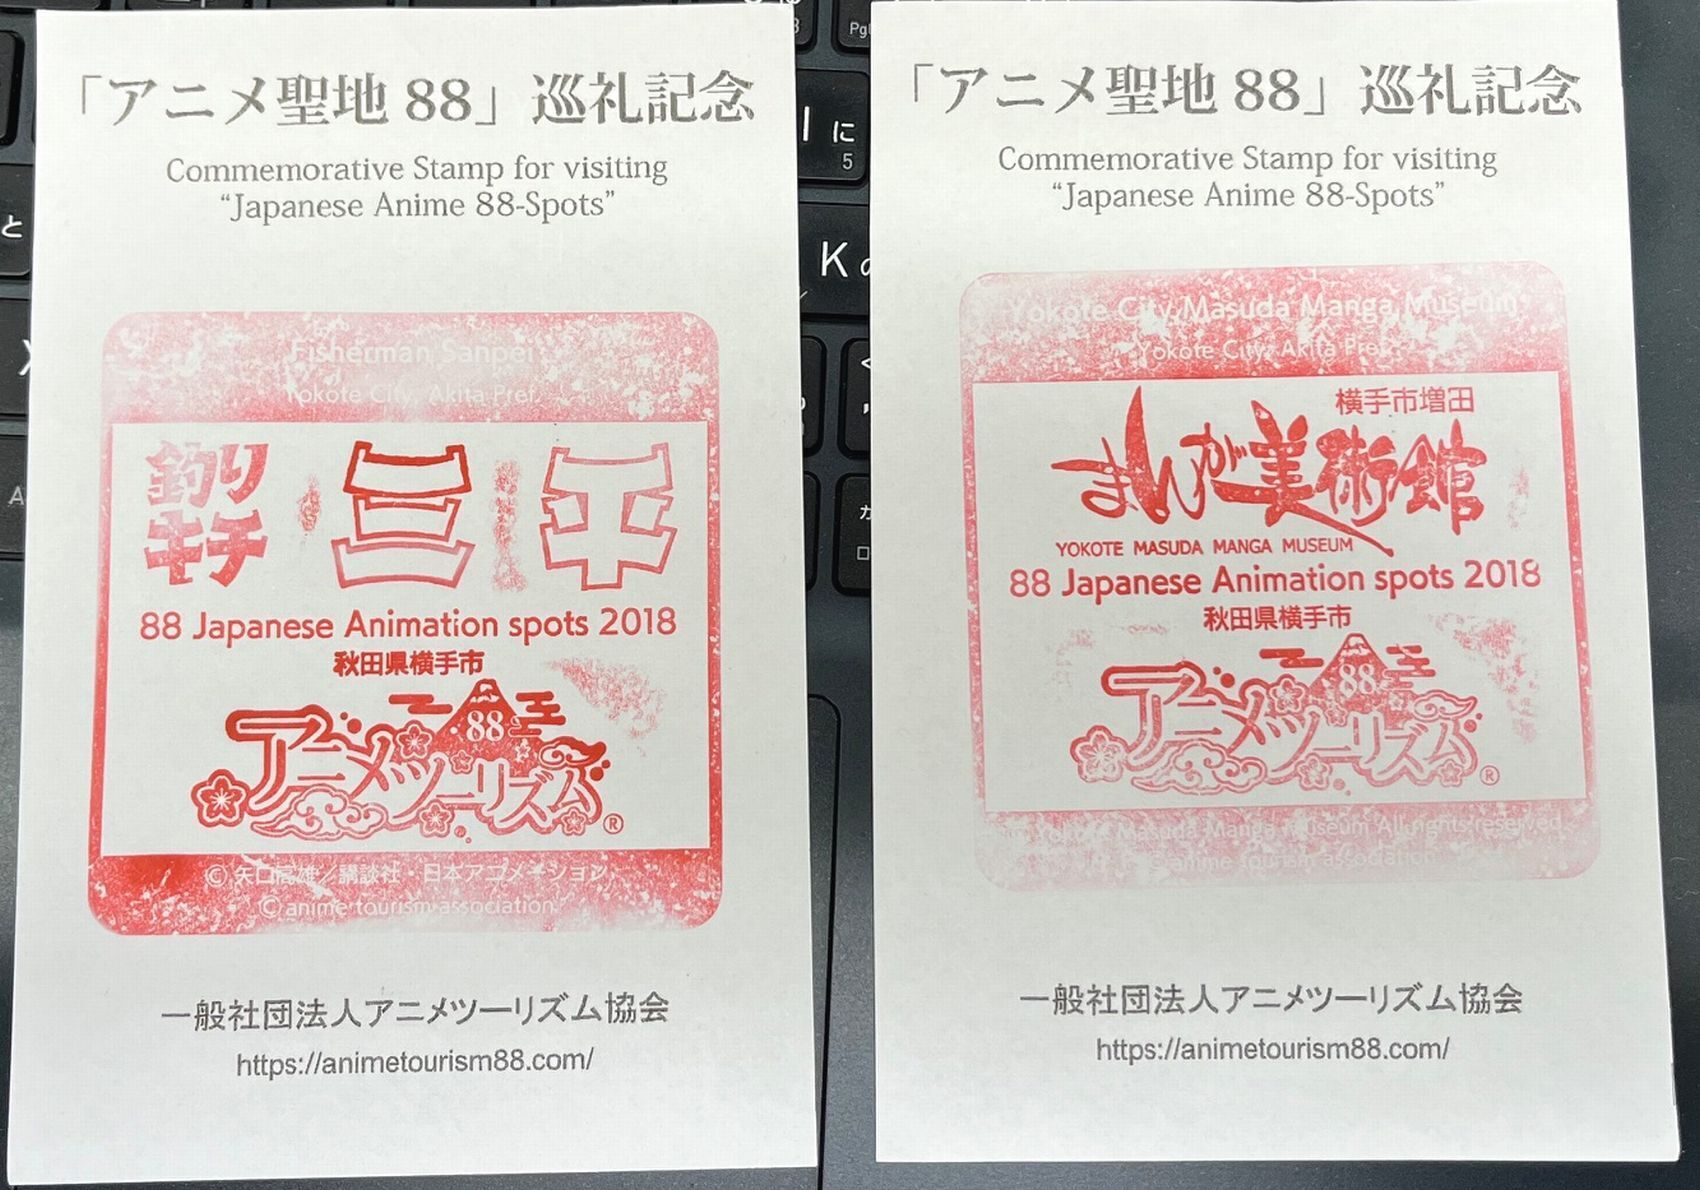 「アニメ聖地 88」巡礼記念
Commemorative Stamp for visiting
“Japanese Anime 88-Spots”
Fisherman Sanpei
Yokote City, Akita Pref.
釣り
キチ
三平
88 Japanese Animation spots 2018
秋田県横手市
88
アニメツーリズム®
© 矢口高雄／講談社・日本アニメーション
© anime tourism association
一般社団法人アニメツーリズム協会
https://animetourism88.com/
「アニメ聖地 88」巡礼記念
Commemorative Stamp for visiting
“Japanese Anime 88-Spots”
Yokote City Masuda Manga Museum
Yokote City, Akita Pref.
横手市増田
まんが美術館
YOKOTE MASUDA MANGA MUSEUM
88 Japanese Animation spots 2018
秋田県横手市
88
アニメツーリズム®
Yokote Masuda Manga Museum All rights reserved
© anime tourism association
一般社団法人アニメツーリズム協会
https://animetourism88.com/
に
5
K